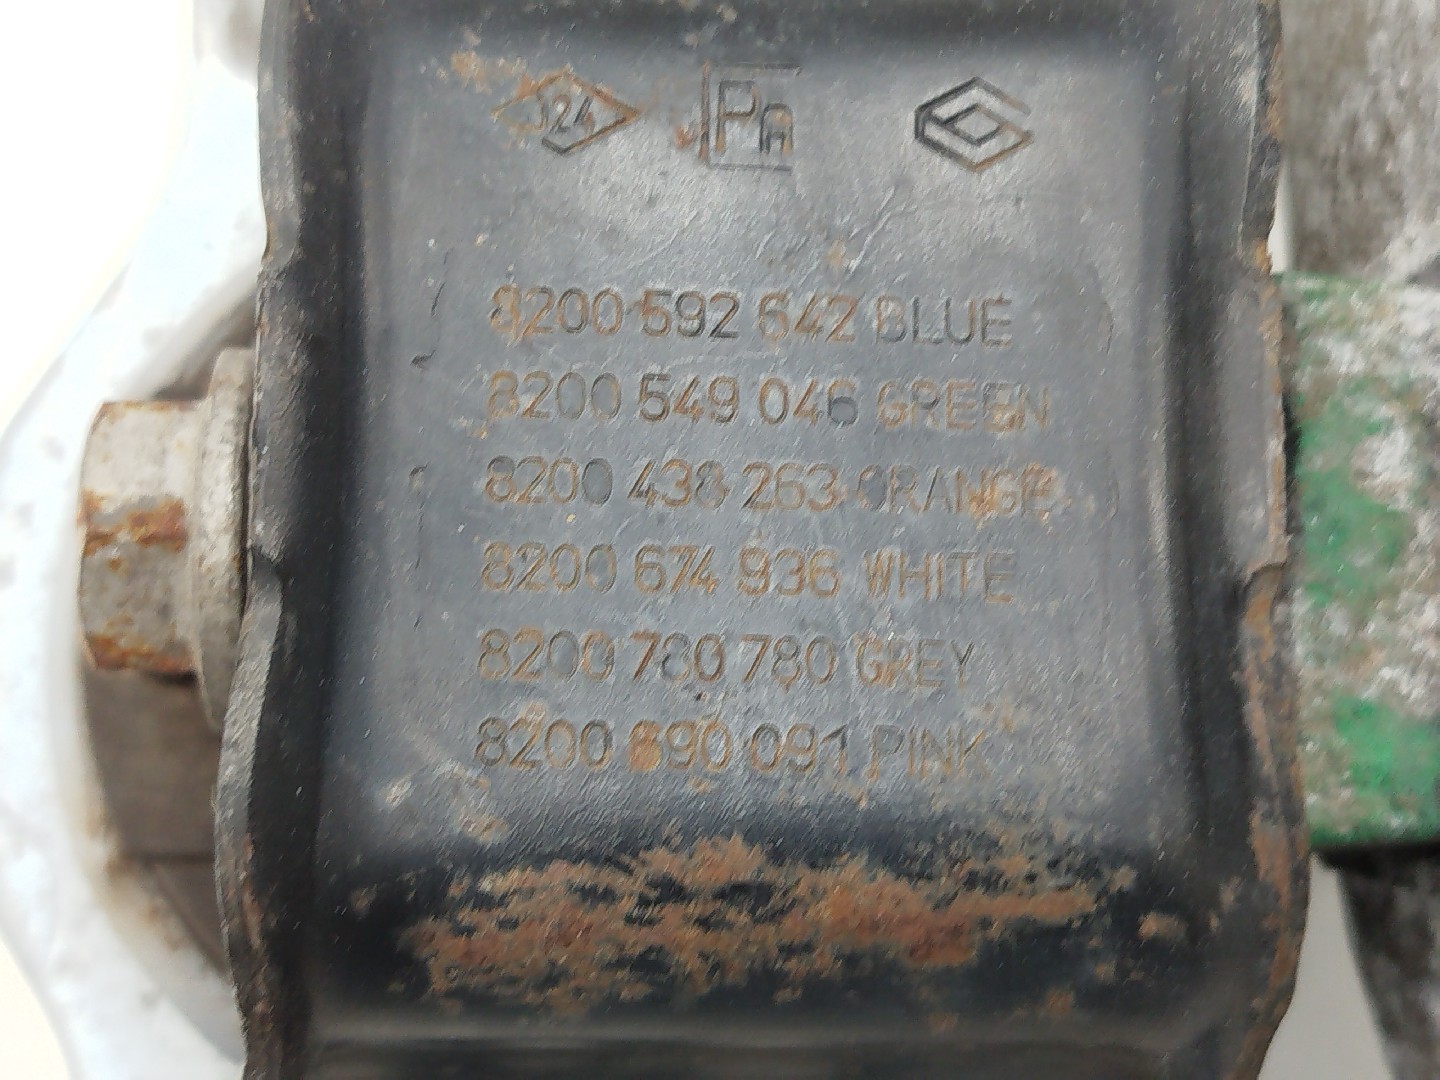 024 PA
8200 592 642 BLUE
8200 549 046 GREEN
8200 438 263 ORANGE
8200 674 936 WHITE
8200 780 780 GREY
8200 690 091 PINK